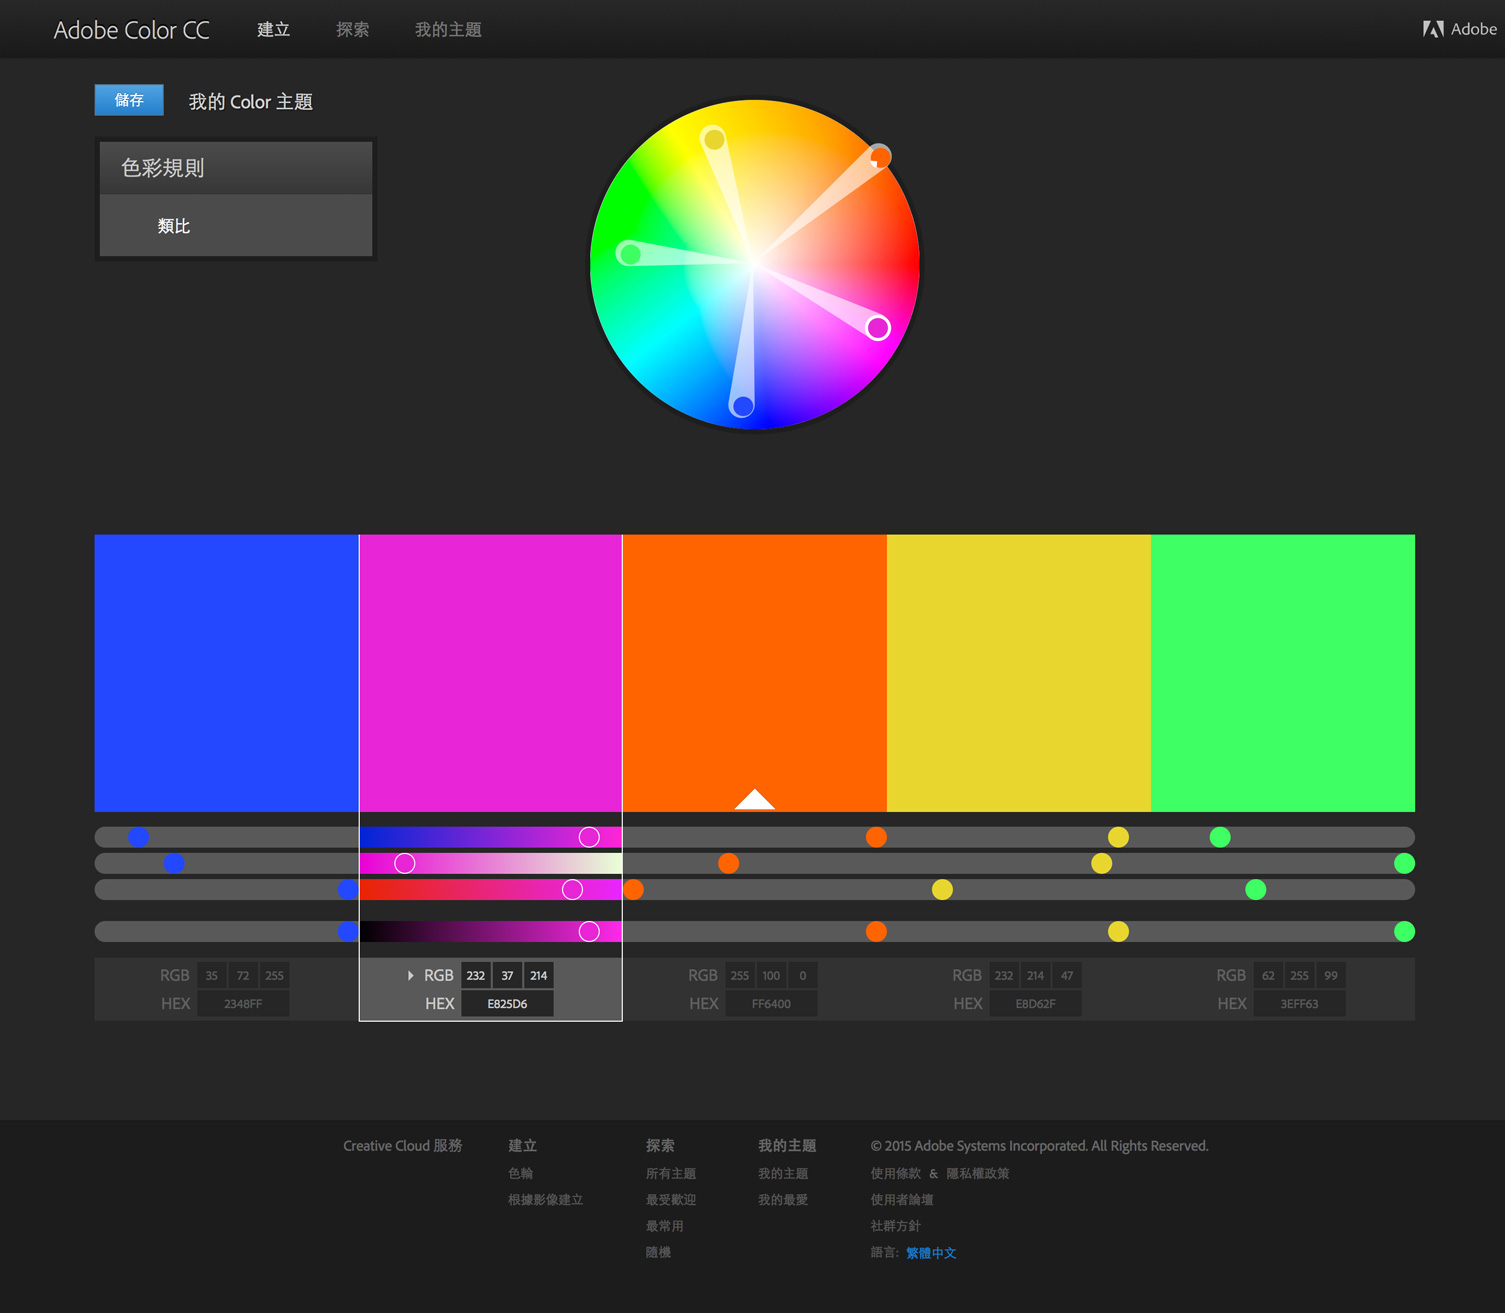 Adobe Color CC 建立 探索 我的主題 Adobe
儲存 我的 Color 主題
色彩規則
類比
RGB 35 72 255
HEX 2348FF
RGB 232 37 214
HEX E825D6
RGB 255 100 0
HEX FF6400
RGB 232 214 47
HEX E8D62F
RGB 62 255 99
HEX 3EFF63
Creative Cloud 服務
建立
色輪
根據影像建立
探索
所有主題
最受歡迎
最常用
隨機
我的主題
我的主題
我的最愛
© 2015 Adobe Systems Incorporated. All Rights Reserved.
使用條款 & 隱私權政策
使用者論壇
社群方針
語言: 繁體中文